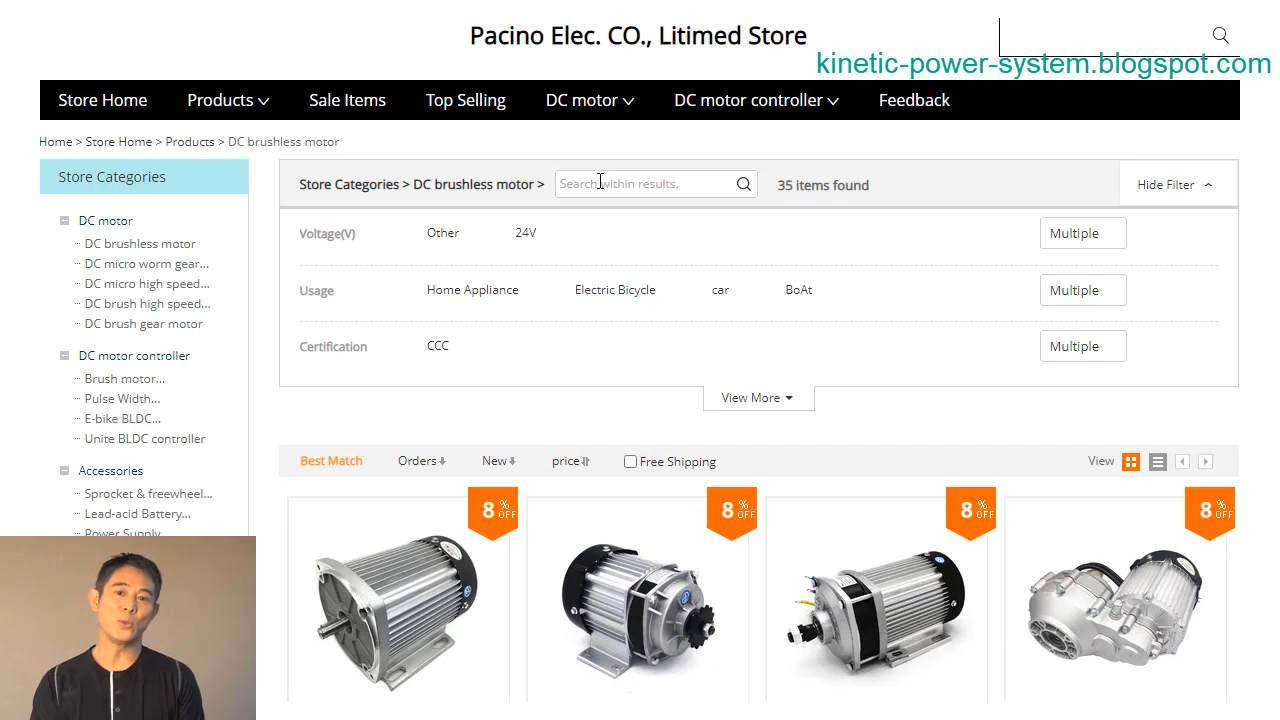 Pacino Elec. CO., Litimed Store
kinetic-power-system.blogspot.com
Store Home Products Sale Items Top Selling DC motor DC motor controller Feedback
Home > Store Home > Products > DC brushless motor
Store Categories
DC motor
DC brushless motor
DC micro worm gear...
DC micro high speed...
DC brush high speed...
DC brush gear motor
DC motor controller
Brush motor...
Pulse Width...
E-bike BLDC...
Unite BLDC controller
Accessories
Sprocket & freewheel...
Lead-acid Battery...
Power Supply
Store Categories > DC brushless motor > Search within results. 35 items found Hide Filter
Voltage(V) Other 24V Multiple
Usage Home Appliance Electric Bicycle car BoAt Multiple
Certification CCC Multiple
View More
Best Match Orders New price Free Shipping View
8 % OFF 8 % OFF 8 % OFF 8 % OFF